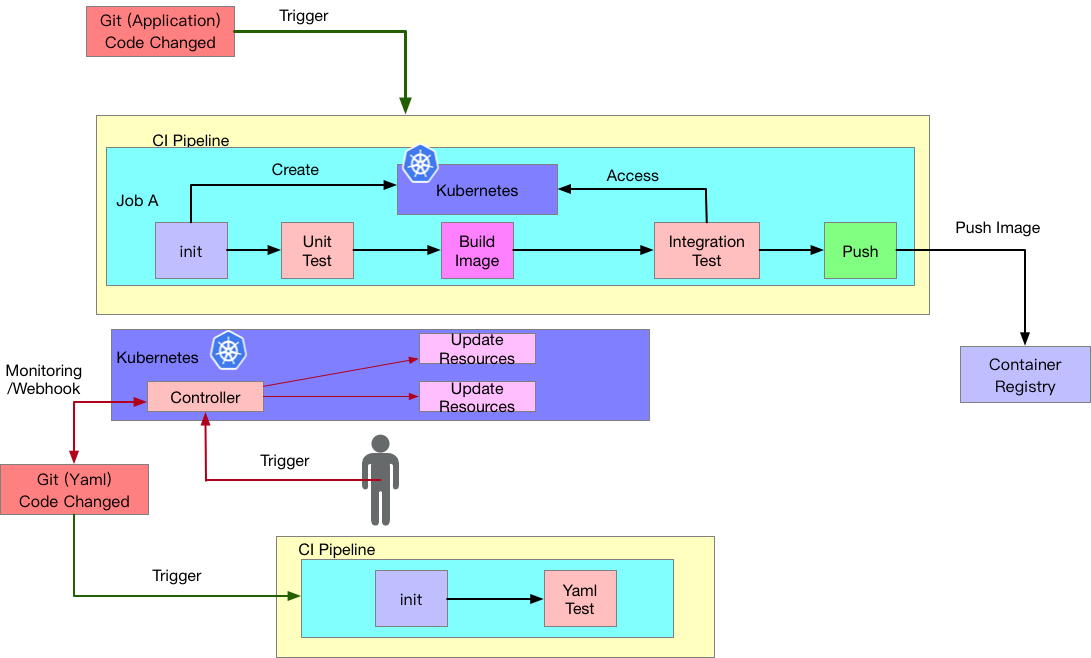 Git (Application)
Code Changed
Trigger
CI Pipeline
Create
Kubernetes
Access
Job A
init
Unit
Test
Build
Image
Integration
Test
Push
Push Image
Container
Registry
Kubernetes
Update
Resources
Update
Resources
Controller
Monitoring
/Webhook
Trigger
Git (Yaml)
Code Changed
Trigger
CI Pipeline
init
Yaml
Test